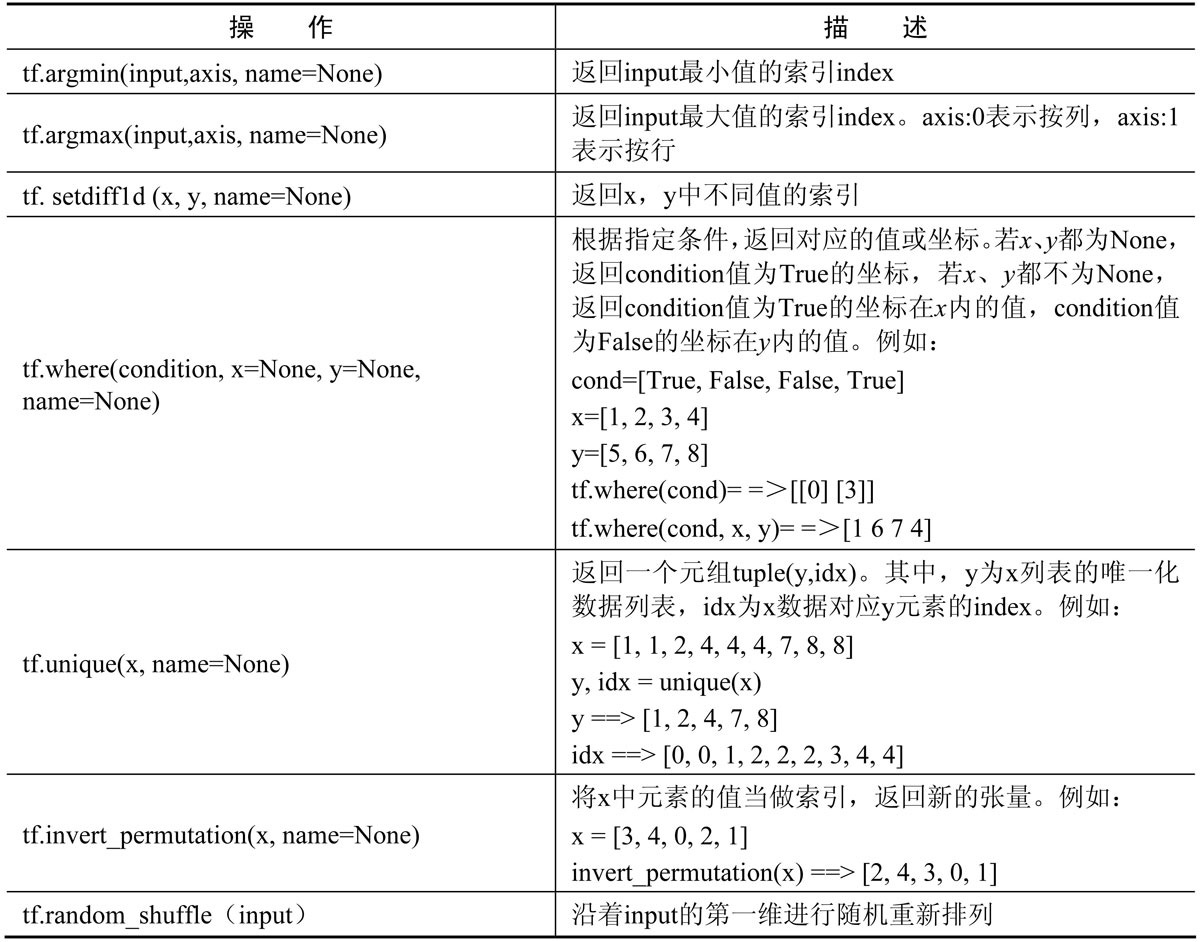 操 作 描 述
tf.argmin(input,axis, name=None) 返回input最小值的索引index
tf.argmax(input,axis, name=None) 返回input最大值的索引index。axis:0表示按列，axis:1
表示按行
tf. setdiff1d (x, y, name=None) 返回x，y中不同值的索引
tf.where(condition, x=None, y=None,
name=None)
根据指定条件，返回对应的值或坐标。若x、y都为None，
返回condition值为True的坐标，若x、y都不为None，
返回condition值为True的坐标在x内的值，condition值
为False的坐标在y内的值。例如：
cond=[True, False, False, True]
x=[1, 2, 3, 4]
y=[5, 6, 7, 8]
tf.where(cond)= =＞[[0] [3]]
tf.where(cond, x, y)= =＞[1 6 7 4]
tf.unique(x, name=None)
返回一个元组tuple(y,idx)。其中，y为x列表的唯一化
数据列表，idx为x数据对应y元素的index。例如：
x = [1, 1, 2, 4, 4, 4, 7, 8, 8]
y, idx = unique(x)
y ==> [1, 2, 4, 7, 8]
idx ==> [0, 0, 1, 2, 2, 2, 3, 4, 4]
tf.invert_permutation(x, name=None)
将x中元素的值当做索引，返回新的张量。例如：
x = [3, 4, 0, 2, 1]
invert_permutation(x) ==> [2, 4, 3, 0, 1]
tf.random_shuffle（input） 沿着input的第一维进行随机重新排列